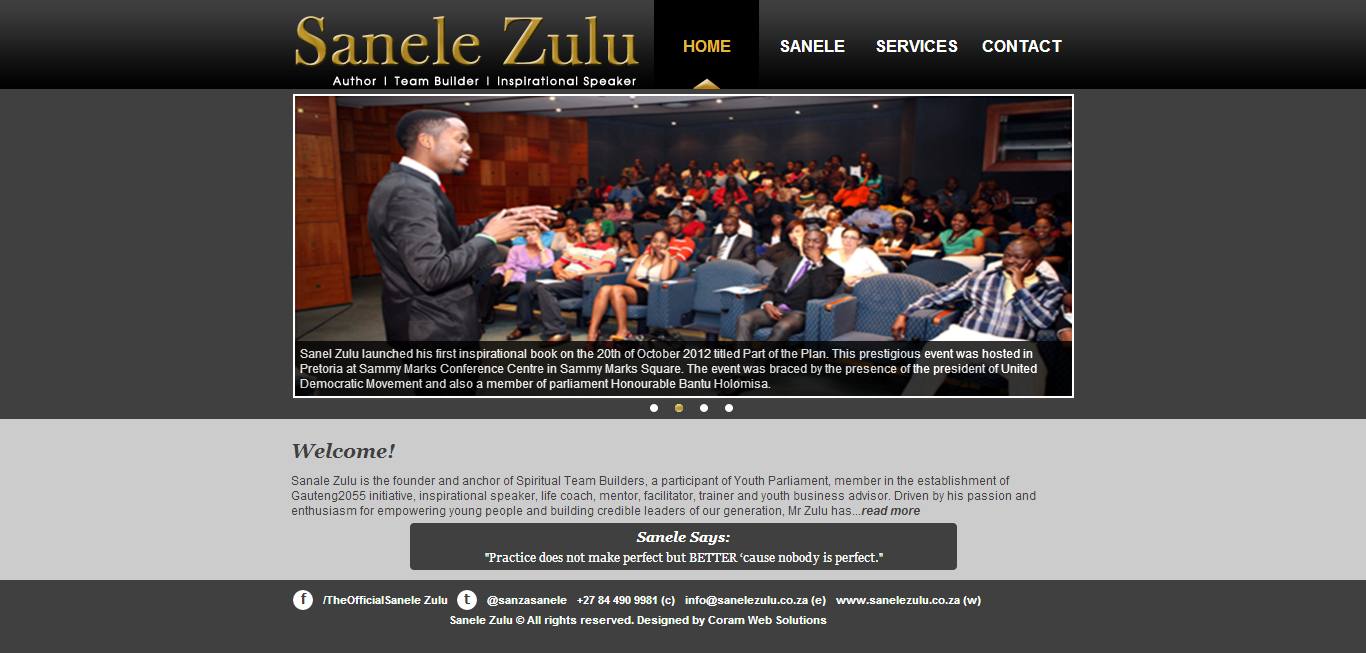 Sanele Zulu
Author | Team Builder | Inspirational Speaker
HOME SANELE SERVICES CONTACT
Sanel Zulu launched his first inspirational book on the 20th of October 2012 titled Part of the Plan. This prestigious event was hosted in
Pretoria at Sammy Marks Conference Centre in Sammy Marks Square. The event was braced by the presence of the president of United
Democratic Movement and also a member of parliament Honourable Bantu Holomisa.
Welcome!
Sanale Zulu is the founder and anchor of Spiritual Team Builders, a participant of Youth Parliament, member in the establishment of
Gauteng2055 initiative, inspirational speaker, life coach, mentor, facilitator, trainer and youth business advisor. Driven by his passion and
enthusiasm for empowering young people and building credible leaders of our generation, Mr Zulu has...read more
Sanele Says:
"Practice does not make perfect but BETTER ‘cause nobody is perfect."
f /TheOfficialSanele Zulu t @sanzasanele +27 84 490 9981 (c) info@sanelezulu.co.za (e) www.sanelezulu.co.za (w)
Sanele Zulu © All rights reserved. Designed by Coram Web Solutions